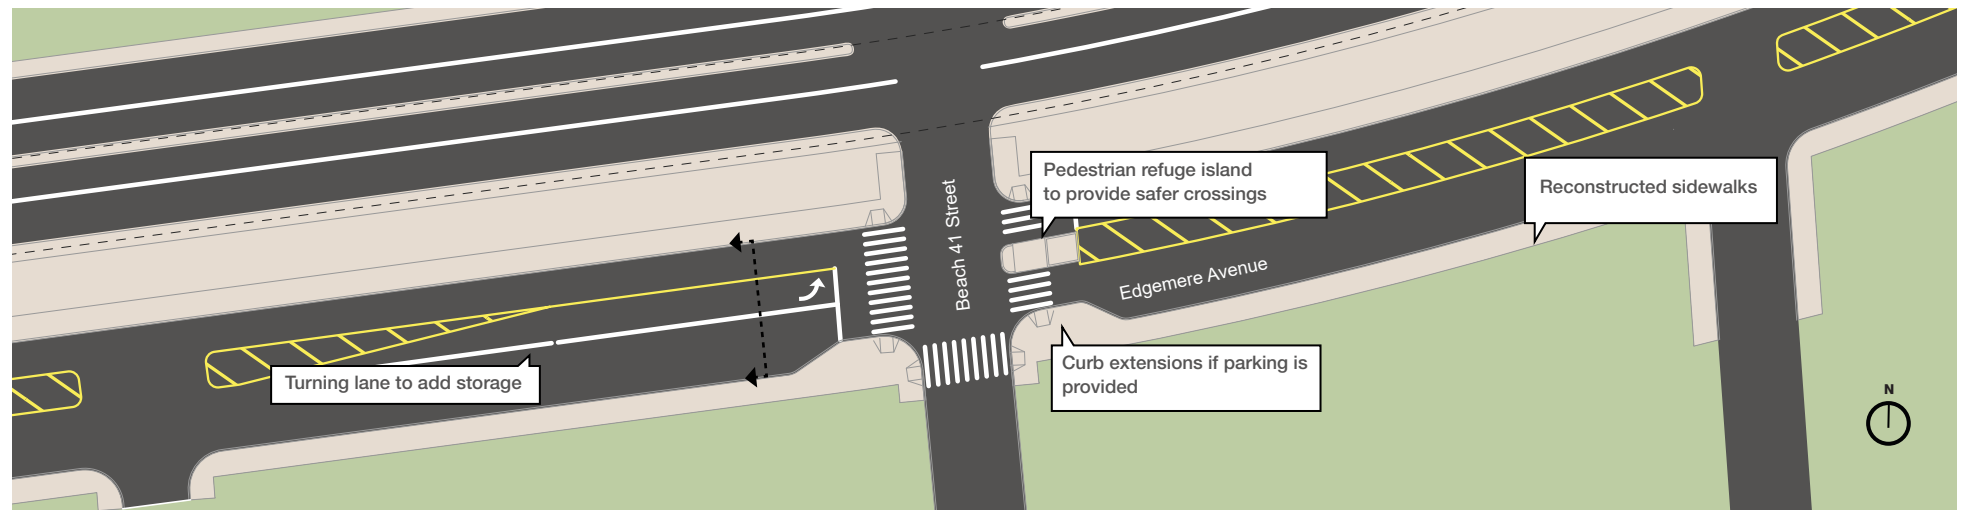 Pedestrian refuge island
to provide safer crossings
Reconstructed sidewalks
Beach 41 Street
Edgemere Avenue
Turning lane to add storage
Curb extensions if parking is
provided
N